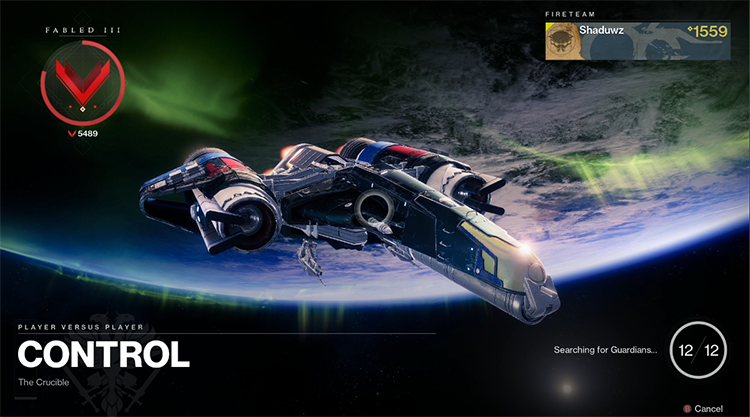 FABLED III
5489
FIRETEAM
Shaduwz
1559
PLAYER VERSUS PLAYER
CONTROL
The Crucible
Searching for Guardians...
12/12
Cancel